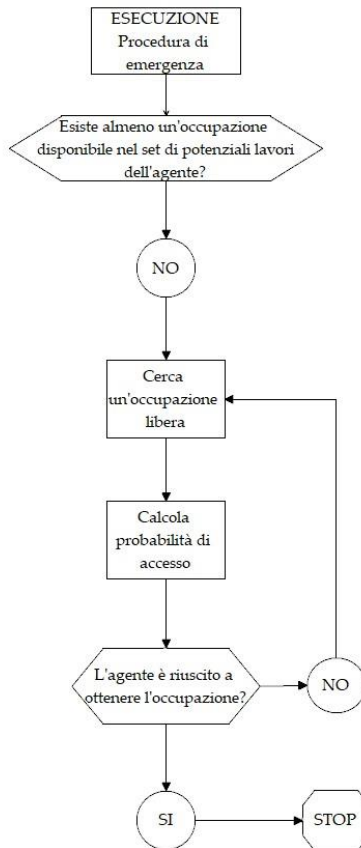 ESECUZIONE
Procedura di
emergenza
Esiste almeno un'occupazione
disponibile nel set di potenziali lavori
dell'agente?
NO
Cerca
un'occupazione
libera
Calcola
probabilità di
accesso
L'agente è riuscito a
ottenere l'occupazione?
NO
SI
STOP